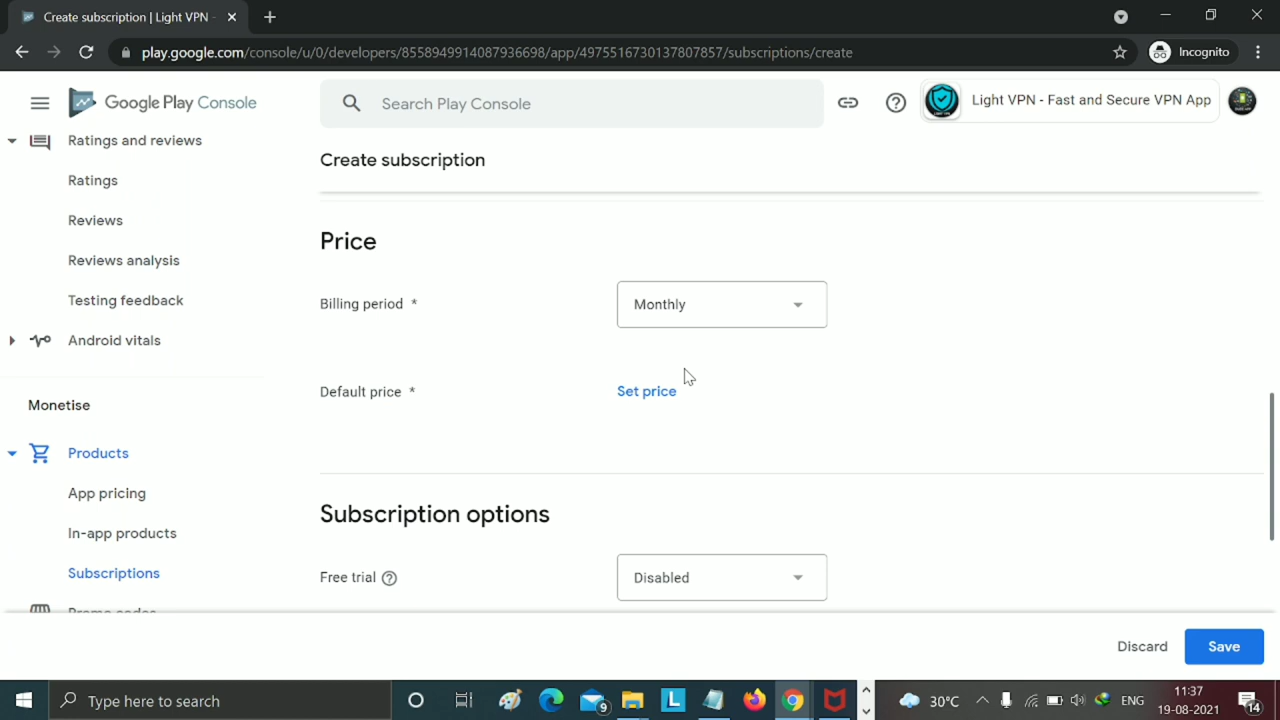 Create subscription | Light VPN -
play.google.com/console/u/0/developers/8558949914087936698/app/4975516730137807857/subscriptions/create
Incognito
Google Play Console
Search Play Console
Light VPN - Fast and Secure VPN App
Ratings and reviews
Ratings
Reviews
Reviews analysis
Testing feedback
Android vitals
Monetise
Products
App pricing
In-app products
Subscriptions
Promo codes
Create subscription
Price
Billing period *
Monthly
Default price *
Set price
Subscription options
Free trial
Disabled
Discard
Save
Type here to search
9
L
30°C
ENG
11:37
19-08-2021
14